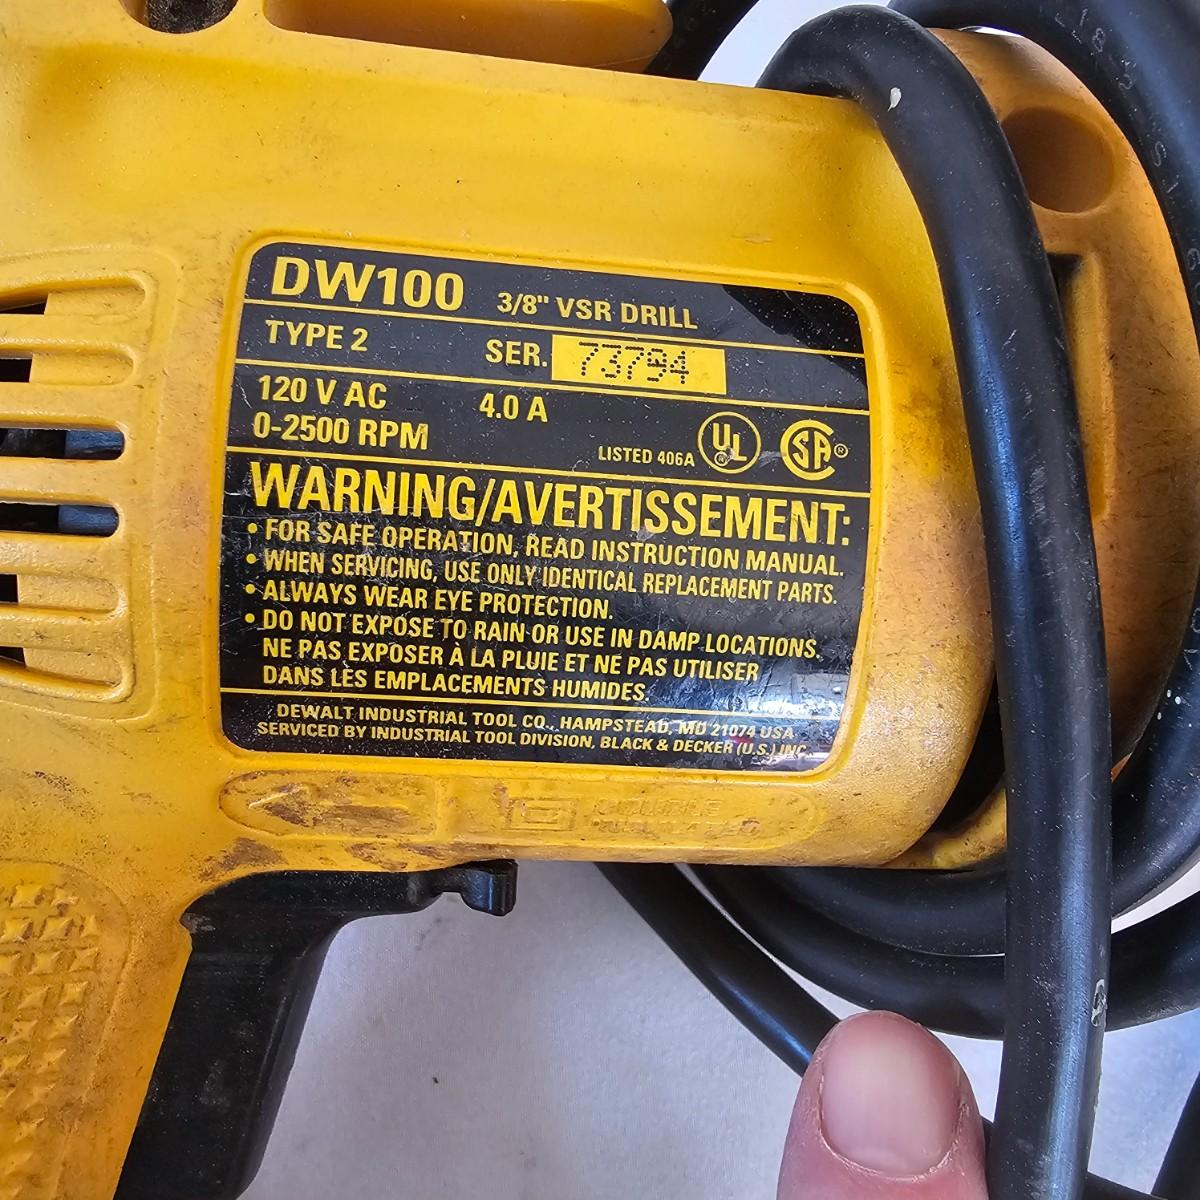 DW100 3/8" VSR DRILL
TYPE 2 SER. 73794
120 V AC 4.0 A
0-2500 RPM
LISTED 406A UL ® SA ®
WARNING/AVERTISSEMENT:
• FOR SAFE OPERATION, READ INSTRUCTION MANUAL.
• WHEN SERVICING, USE ONLY IDENTICAL REPLACEMENT PARTS.
• ALWAYS WEAR EYE PROTECTION.
• DO NOT EXPOSE TO RAIN OR USE IN DAMP LOCATIONS.
NE PAS EXPOSER À LA PLUIE ET NE PAS UTILISER
DANS LES EMPLACEMENTS HUMIDES.
DEWALT INDUSTRIAL TOOL CO., HAMPSTEAD, MD 21074 USA
SERVICED BY INDUSTRIAL TOOL DIVISION, BLACK & DECKER (U.S.) INC.
DOUBLE
INSULATED